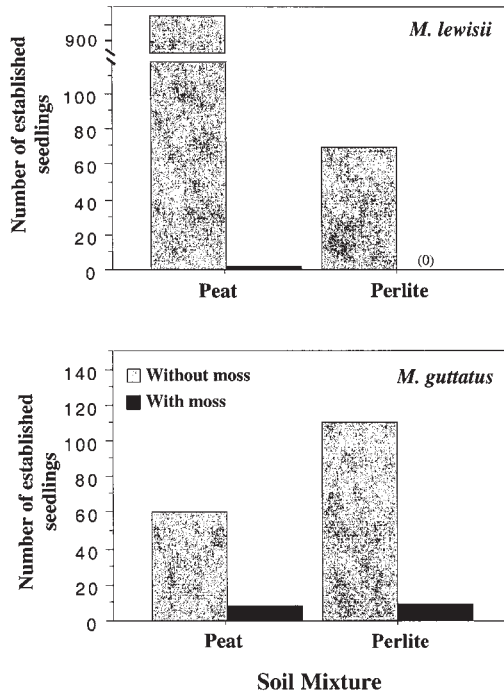 M. lewisii
Number of established
seedlings
900
100
80
60
40
20
0
(0)
Peat
Perlite
M. guttatus
Without moss
With moss
Number of established
seedlings
140
120
100
80
60
40
20
0
Peat
Perlite
Soil Mixture